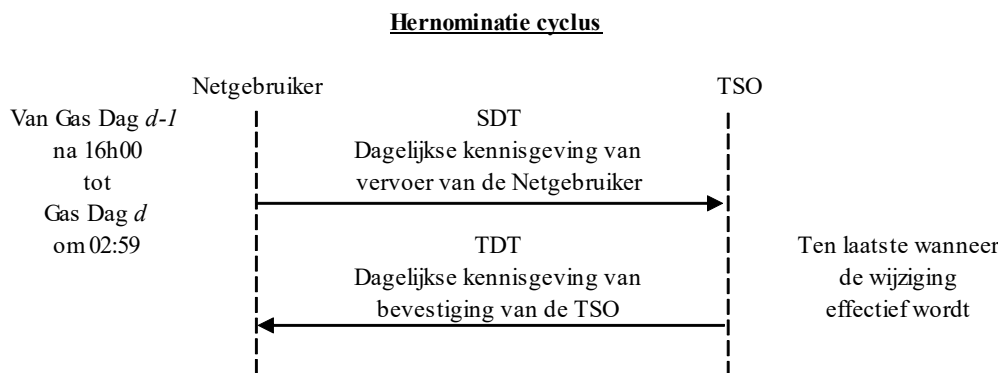 Hernominatie cyclus
Netgebruiker
TSO
Van Gas Dag d-1
na 16h00
tot
Gas Dag d
om 02:59
SDT
Dagelijkse kennisgeving van
vervoer van de Netgebruiker
TDT
Dagelijkse kennisgeving van
bevestiging van de TSO
Ten laatste wanneer
de wijziging
effectief wordt